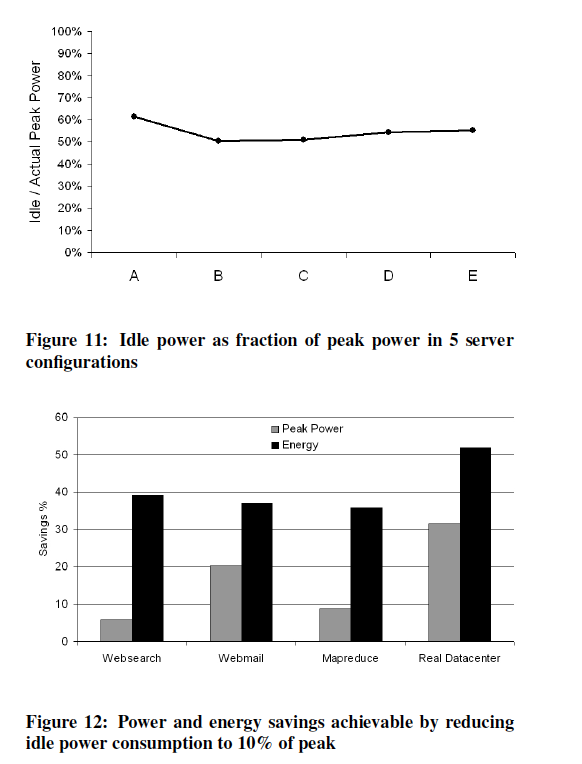 100%
90%
80%
70%
60%
50%
40%
30%
20%
10%
0%
Idle / Actual Peak Power
A B C D E
Figure 11: Idle power as fraction of peak power in 5 server
configurations
60
50
40
30
20
10
0
Savings %
Peak Power
Energy
Websearch Webmail Mapreduce Real Datacenter
Figure 12: Power and energy savings achievable by reducing
idle power consumption to 10% of peak